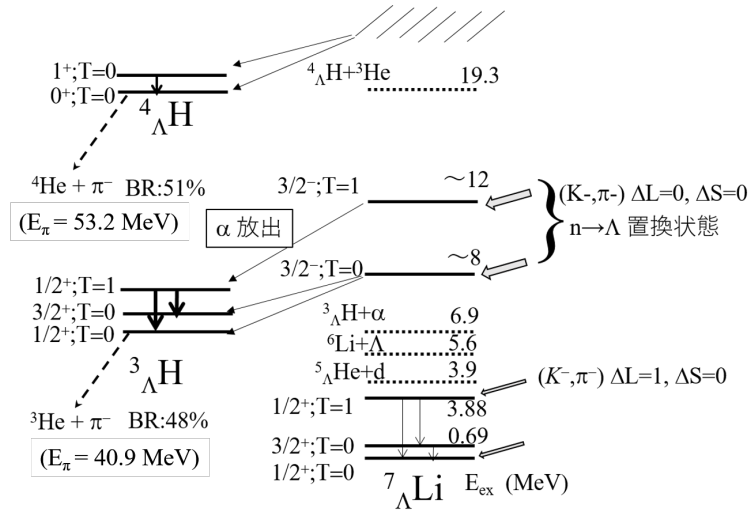 1⁺;T=0
0⁺;T=0
⁴ΛH
⁴He + π⁻ BR:51%
(Eπ = 53.2 MeV)
⁴ΛH+³He 19.3
3/2⁻;T=1 ～12
(K-,π-) ΔL=0, ΔS=0
n→Λ 置換状態
α 放出
3/2⁻;T=0 ～8
1/2⁺;T=1
3/2⁺;T=0
1/2⁺;T=0
³ΛH
³He + π⁻ BR:48%
(Eπ = 40.9 MeV)
³ΛH+α 6.9
⁶Li+Λ 5.6
⁵ΛHe+d 3.9
(K⁻,π⁻) ΔL=1, ΔS=0
1/2⁺;T=1 3.88
3/2⁺;T=0 0.69
1/2⁺;T=0
⁷ΛLi Eex (MeV)